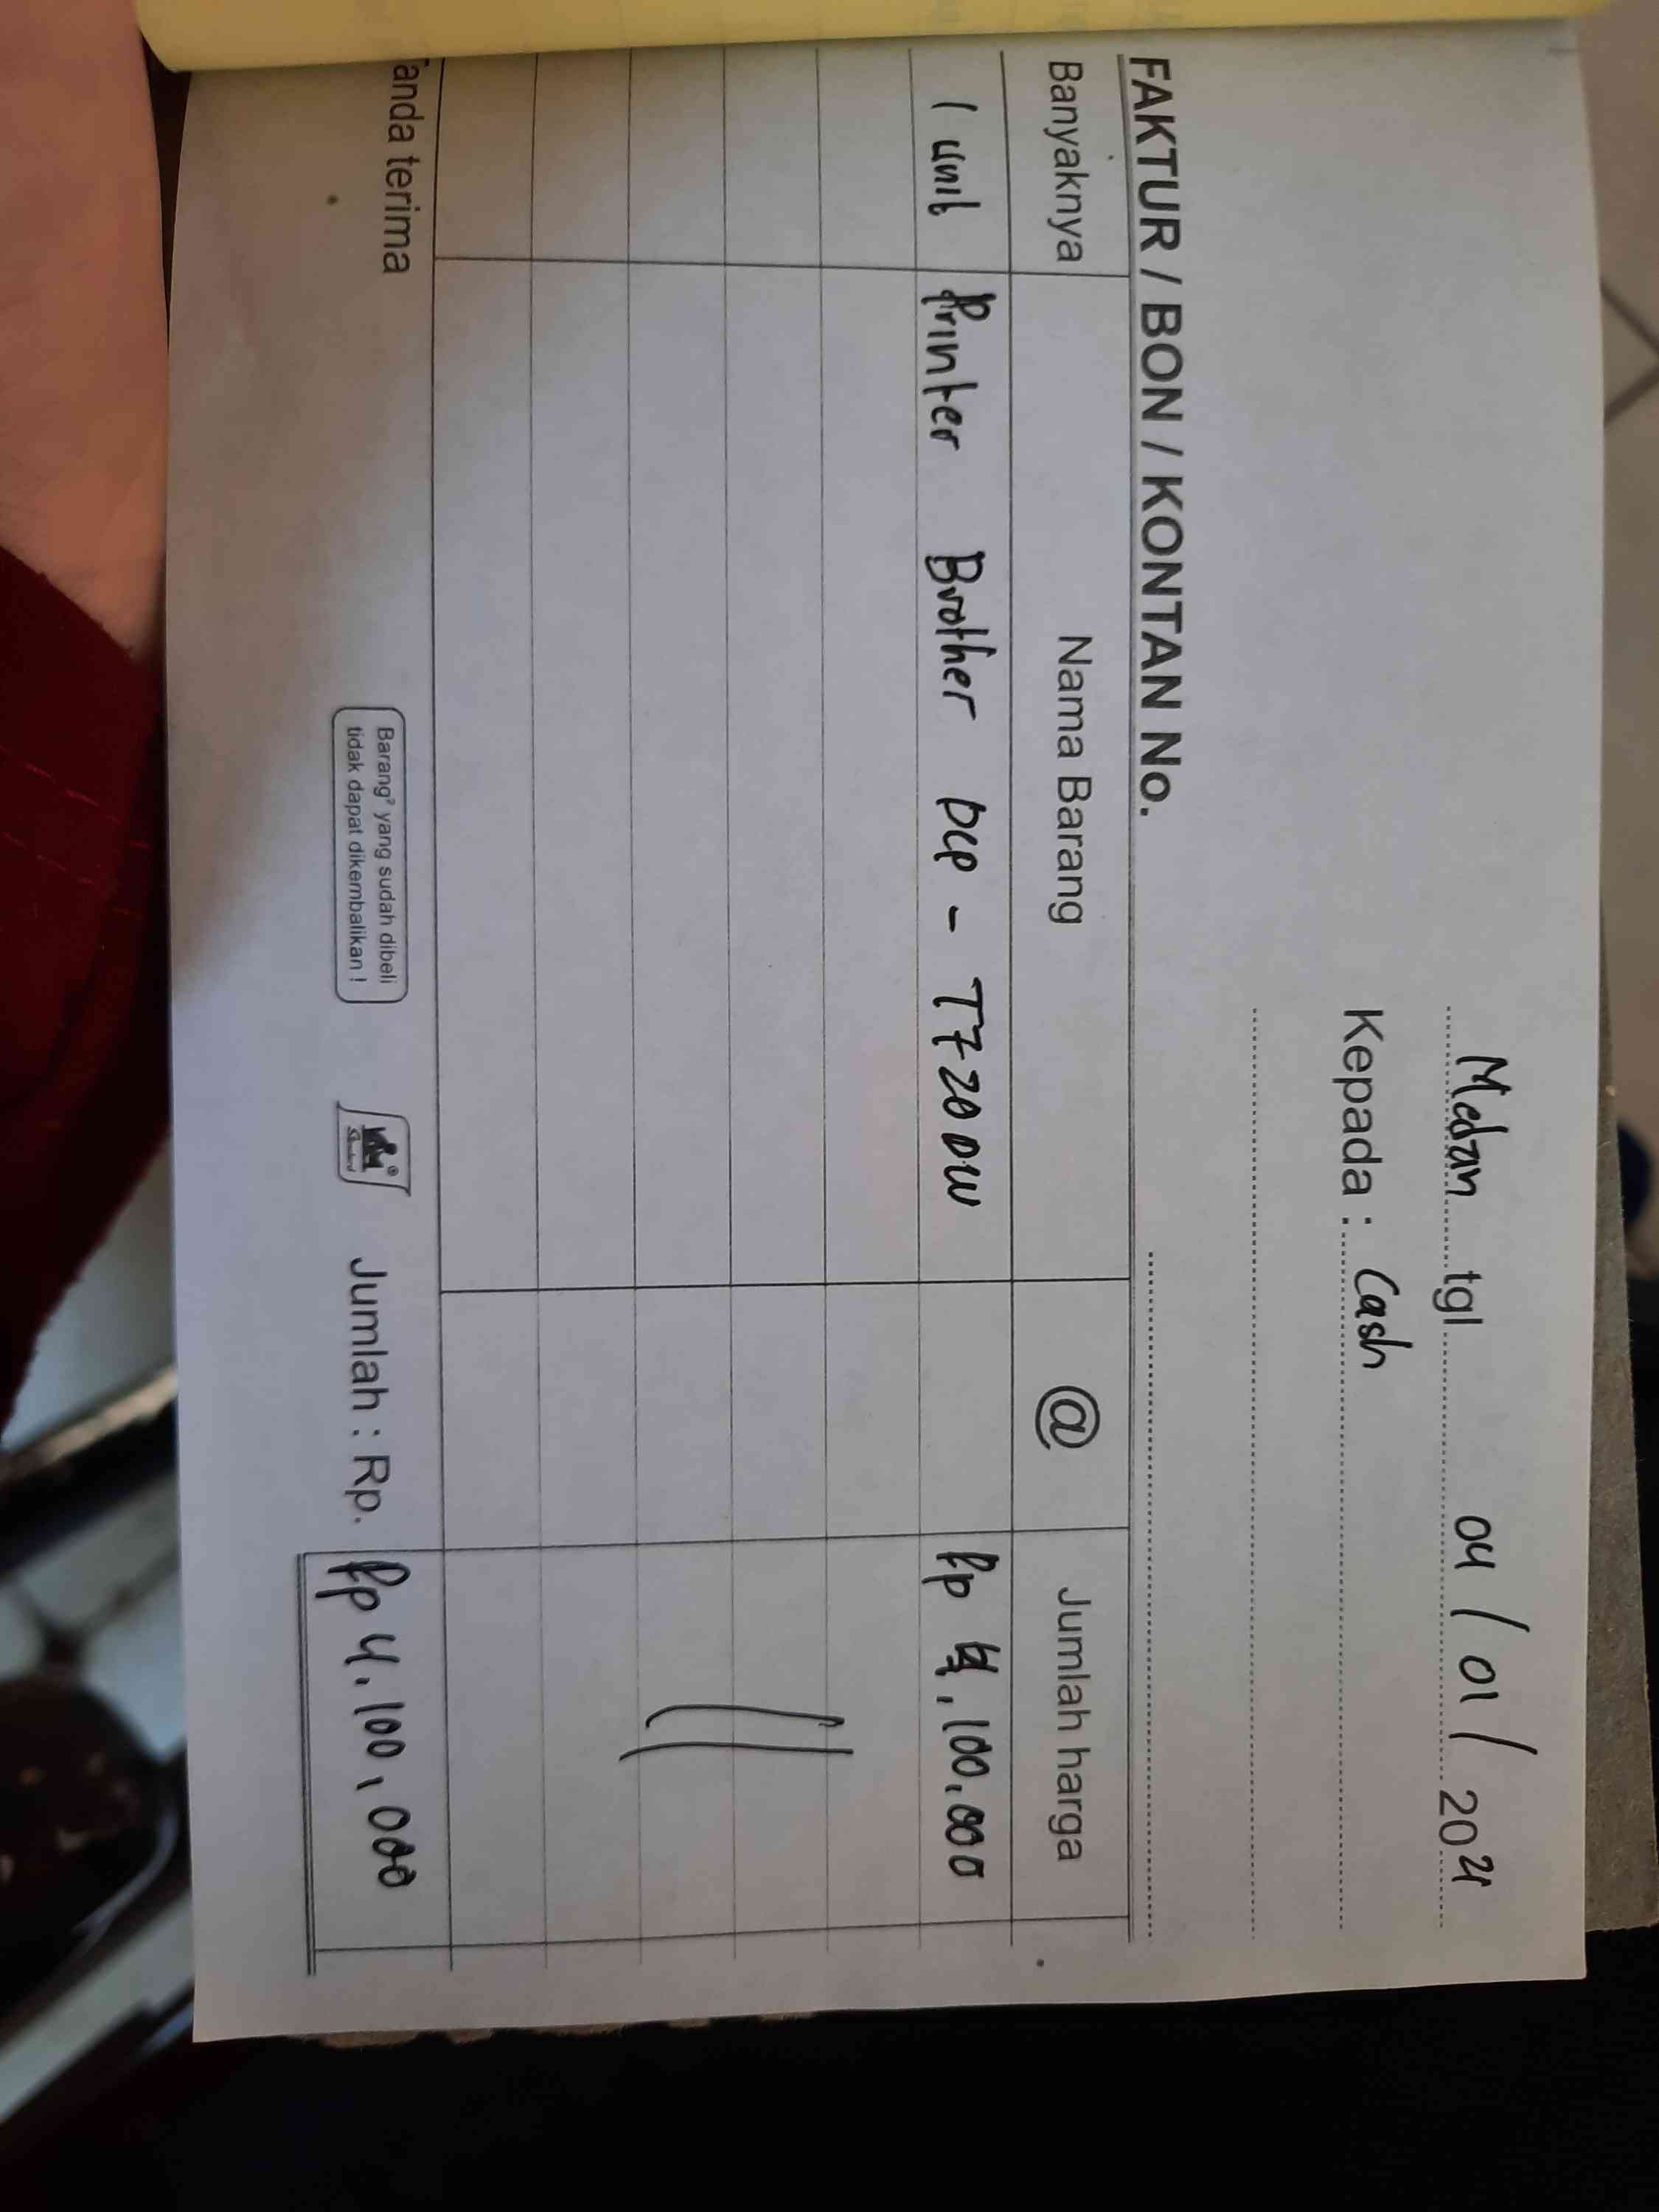 Medan tgl 04 / 01 / 2021
Kepada : Cash
FAKTUR / BON / KONTAN No.
Banyaknya Nama Barang @ Jumlah harga
1 unit Printer Brother DCP - T720DW Rp 4.100.000
anda terima
Barang² yang sudah dibeli
tidak dapat dikembalikan !
Jumlah : Rp. Rp 4.100.000